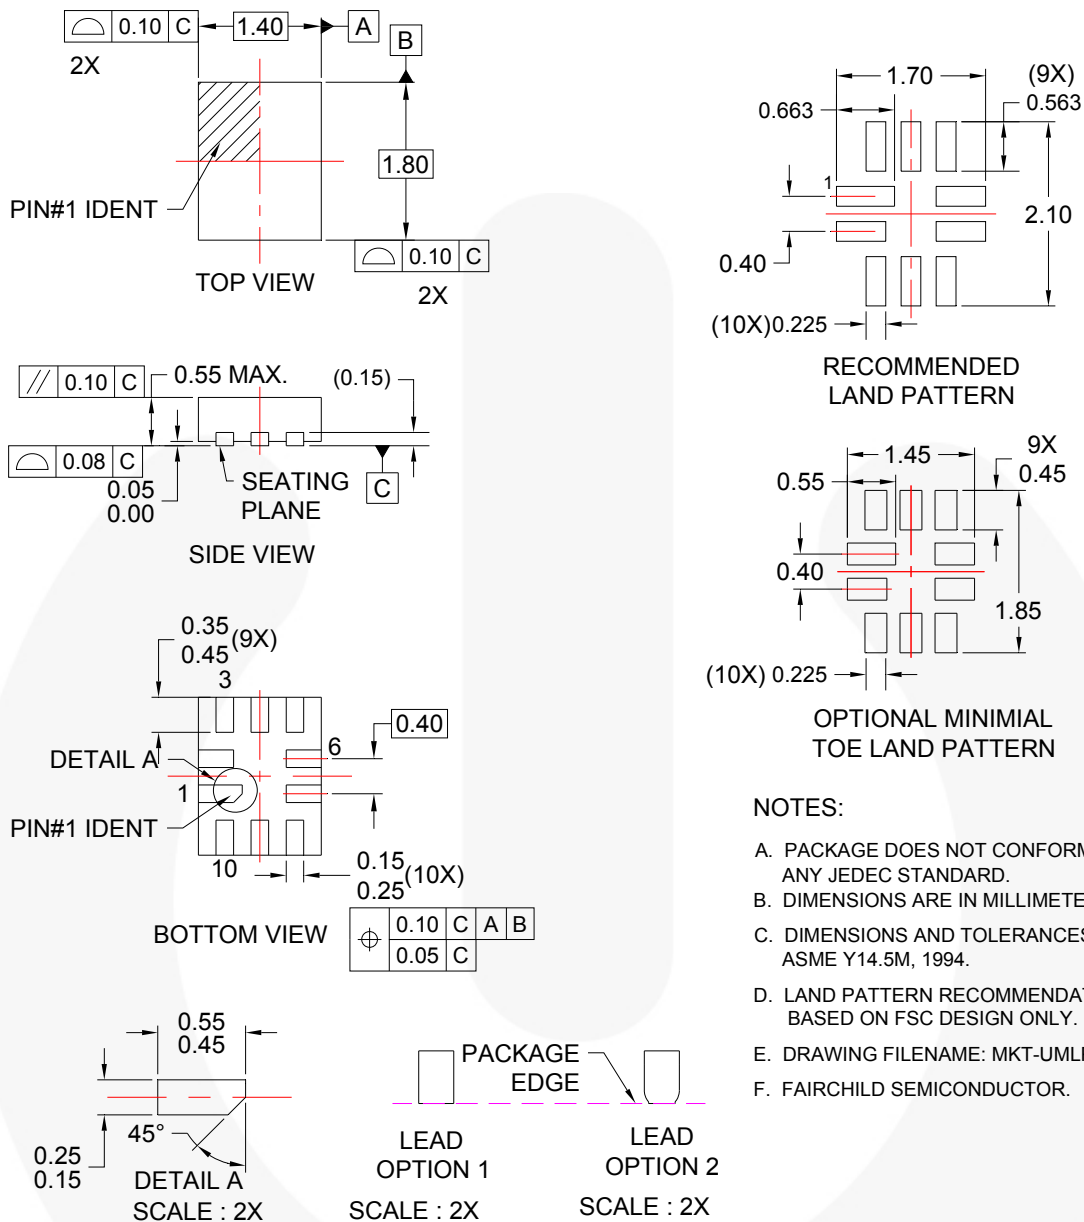 0.10 C
1.40
A
2X
B
1.80
PIN#1 IDENT
0.10 C
2X
TOP VIEW
1.70
(9X)
0.663
0.563
1
2.10
0.40
(10X)0.225
RECOMMENDED
LAND PATTERN
// 0.10 C
0.55 MAX.
(0.15)
0.08 C
0.05
0.00
SEATING
PLANE
C
SIDE VIEW
1.45
9X
0.45
0.55
0.40
1.85
(10X) 0.225
OPTIONAL MINIMIAL
TOE LAND PATTERN
0.35
0.45
(9X)
3
0.40
DETAIL A
6
1
PIN#1 IDENT
10
0.15
0.25
(10X)
BOTTOM VIEW
0.10 C A B
0.05 C
NOTES:
A. PACKAGE DOES NOT CONFORM
ANY JEDEC STANDARD.
B. DIMENSIONS ARE IN MILLIMETE
C. DIMENSIONS AND TOLERANCES
ASME Y14.5M, 1994.
D. LAND PATTERN RECOMMENDAT
BASED ON FSC DESIGN ONLY.
E. DRAWING FILENAME: MKT-UMLP
F. FAIRCHILD SEMICONDUCTOR.
0.55
0.45
45°
0.25
0.15
DETAIL A
SCALE : 2X
PACKAGE
EDGE
LEAD
OPTION 1
SCALE : 2X
LEAD
OPTION 2
SCALE : 2X